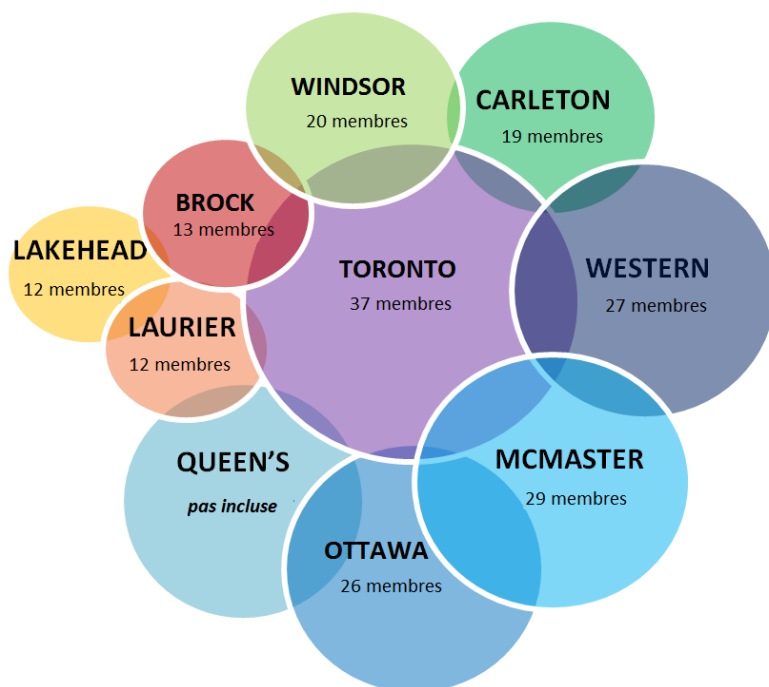 WINDSOR
20 membres
CARLETON
19 membres
BROCK
13 membres
LAKEHEAD
12 membres
TORONTO
37 membres
WESTERN
27 membres
LAURIER
12 membres
QUEEN’S
pas incluse
MCMASTER
29 membres
OTTAWA
26 membres